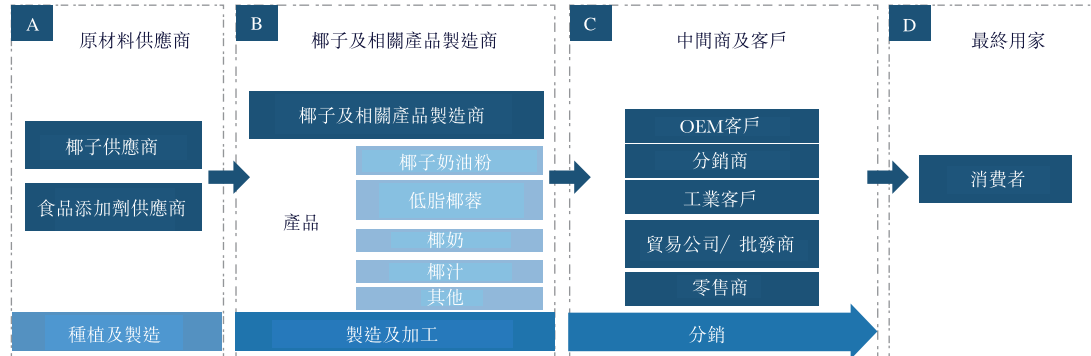 A
原材料供應商
椰子供應商
食品添加劑供應商
種植及製造
B
椰子及相關產品製造商
椰子及相關產品製造商
產品
椰子奶油粉
低脂椰蓉
椰奶
椰汁
其他
製造及加工
C
中間商及客戶
OEM客戶
分銷商
工業客戶
貿易公司/ 批發商
零售商
分銷
D
最終用家
消費者